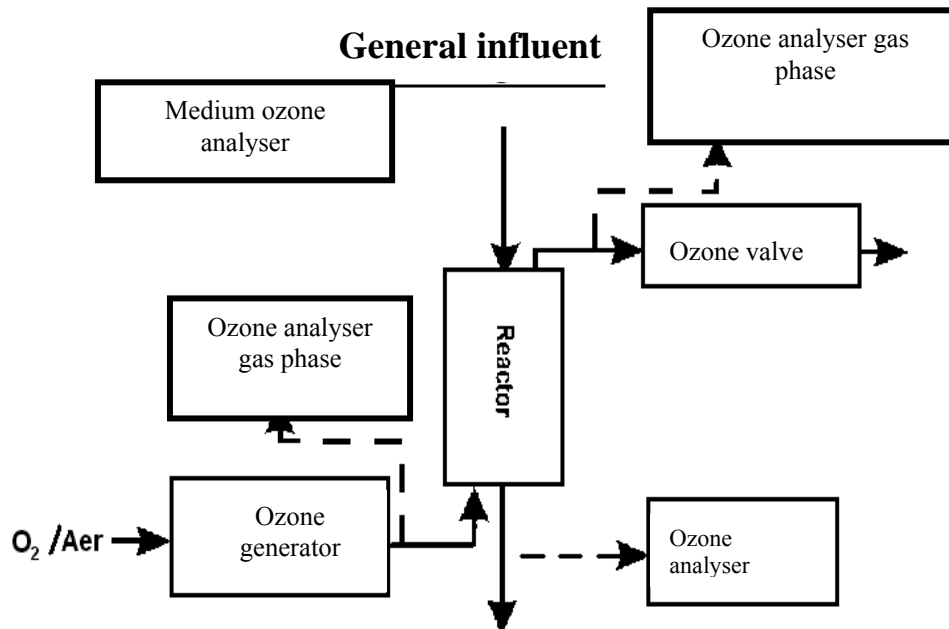 General influent
Ozone analyser gas
phase
Medium ozone
analyser
Ozone valve
Ozone analyser
gas phase
Reactor
O₂ /Aer
Ozone
generator
Ozone
analyser